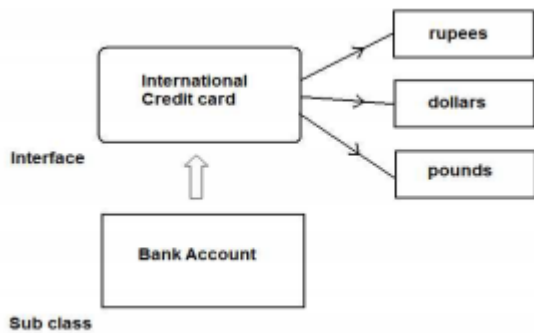 rupees
International
Credit card
dollars
Interface
pounds
Bank Account
Sub class